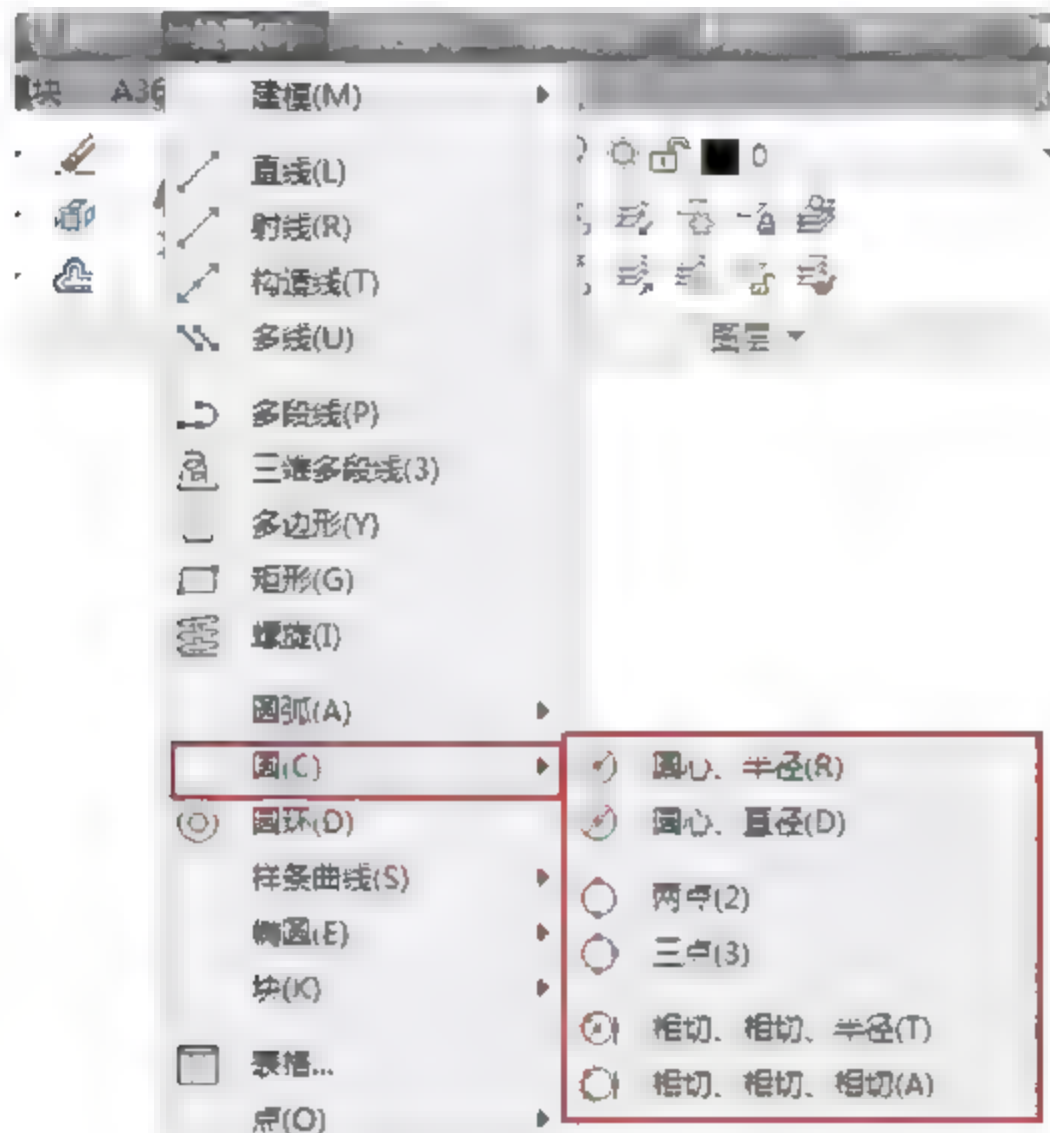 块 A36
建模(M)
0
直线(L)
射线(R)
构造线(T)
多线(U)
图层
多段线(P)
三维多段线(3)
多边形(Y)
矩形(G)
螺旋(I)
圆弧(A)
圆(C)
圆心、半径(R)
圆环(D)
圆心、直径(D)
样条曲线(S)
两点(2)
椭圆(E)
三点(3)
块(K)
相切、相切、半径(T)
表格...
相切、相切、相切(A)
点(O)